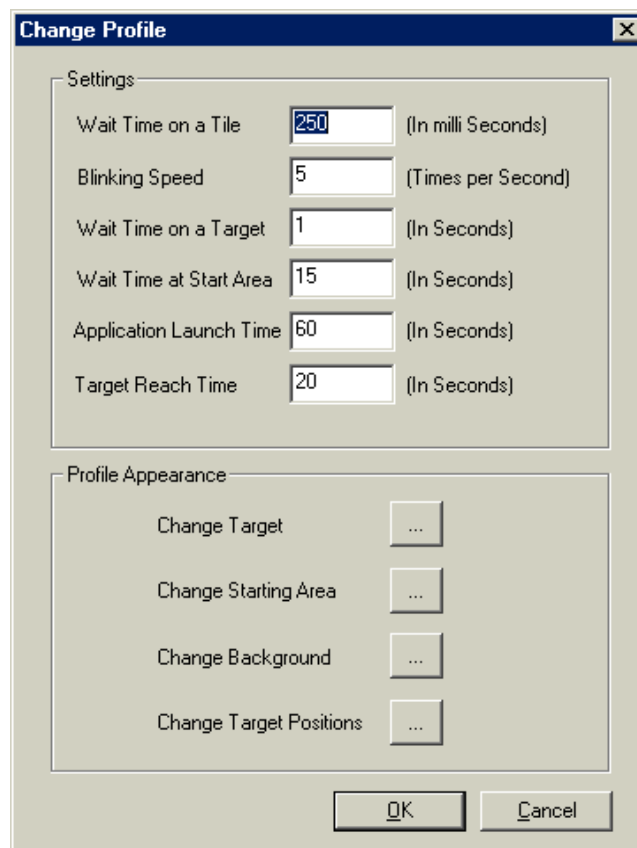 Change Profile
Settings
Wait Time on a Tile 250 (In milli Seconds)
Blinking Speed 5 (Times per Second)
Wait Time on a Target 1 (In Seconds)
Wait Time at Start Area 15 (In Seconds)
Application Launch Time 60 (In Seconds)
Target Reach Time 20 (In Seconds)
Profile Appearance
Change Target ...
Change Starting Area ...
Change Background ...
Change Target Positions ...
OK Cancel